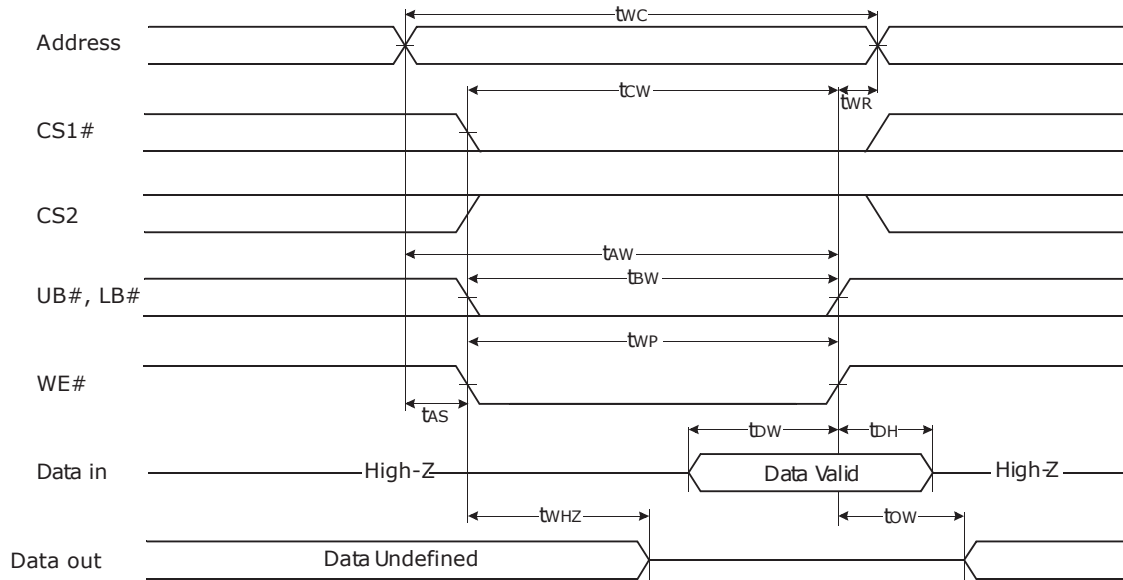 tWC
Address
tCW
tWR
CS1#
CS2
tAW
tBW
UB#, LB#
tWP
WE#
tAS
tDW
tDH
Data in
High-Z
Data Valid
High-Z
tWHZ
tOW
Data out
Data Undefined